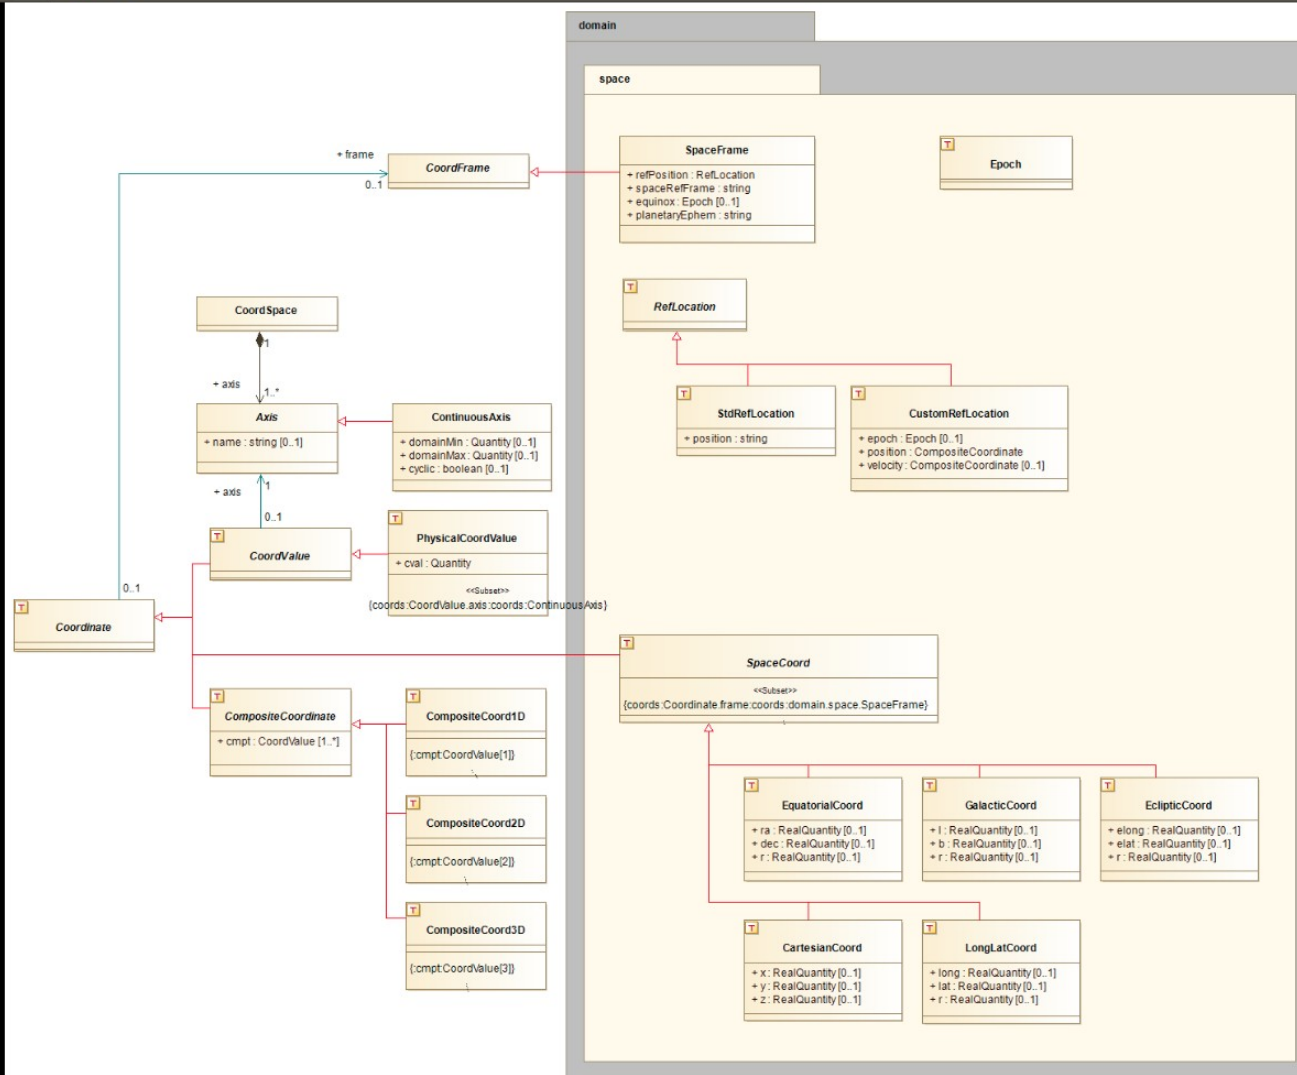 domain
space
+ frame
0..1
CoordFrame
SpaceFrame
+ refPosition : RefLocation
+ spaceRefFrame : string
+ equinox : Epoch [0..1]
+ planetaryEphem : string
T
Epoch
CoordSpace
1
+ axis
1..*
T
RefLocation
Axis
+ name : string [0..1]
ContinuousAxis
+ domainMin : Quantity [0..1]
+ domainMax : Quantity [0..1]
+ cyclic : boolean [0..1]
T
StdRefLocation
+ position : string
T
CustomRefLocation
+ epoch : Epoch [0..1]
+ position : CompositeCoordinate
+ velocity : CompositeCoordinate [0..1]
+ axis
1
0..1
T
CoordValue
T
PhysicalCoordValue
+ cval : Quantity
<<Subset>>
{coords:CoordValue.axis:coords:ContinuousAxis}
0..1
T
Coordinate
T
SpaceCoord
<<Subset>>
{coords:Coordinate.frame:coords:domain.space.SpaceFrame}
T
CompositeCoordinate
+ cmpt : CoordValue [1..*]
T
CompositeCoord1D
{:cmpt:CoordValue[1]}
T
CompositeCoord2D
{:cmpt:CoordValue[2]}
T
CompositeCoord3D
{:cmpt:CoordValue[3]}
T
EquatorialCoord
+ ra : RealQuantity [0..1]
+ dec : RealQuantity [0..1]
+ r : RealQuantity [0..1]
T
GalacticCoord
+ l : RealQuantity [0..1]
+ b : RealQuantity [0..1]
+ r : RealQuantity [0..1]
T
EclipticCoord
+ elong : RealQuantity [0..1]
+ elat : RealQuantity [0..1]
+ r : RealQuantity [0..1]
T
CartesianCoord
+ x : RealQuantity [0..1]
+ y : RealQuantity [0..1]
+ z : RealQuantity [0..1]
T
LongLatCoord
+ long : RealQuantity [0..1]
+ lat : RealQuantity [0..1]
+ r : RealQuantity [0..1]